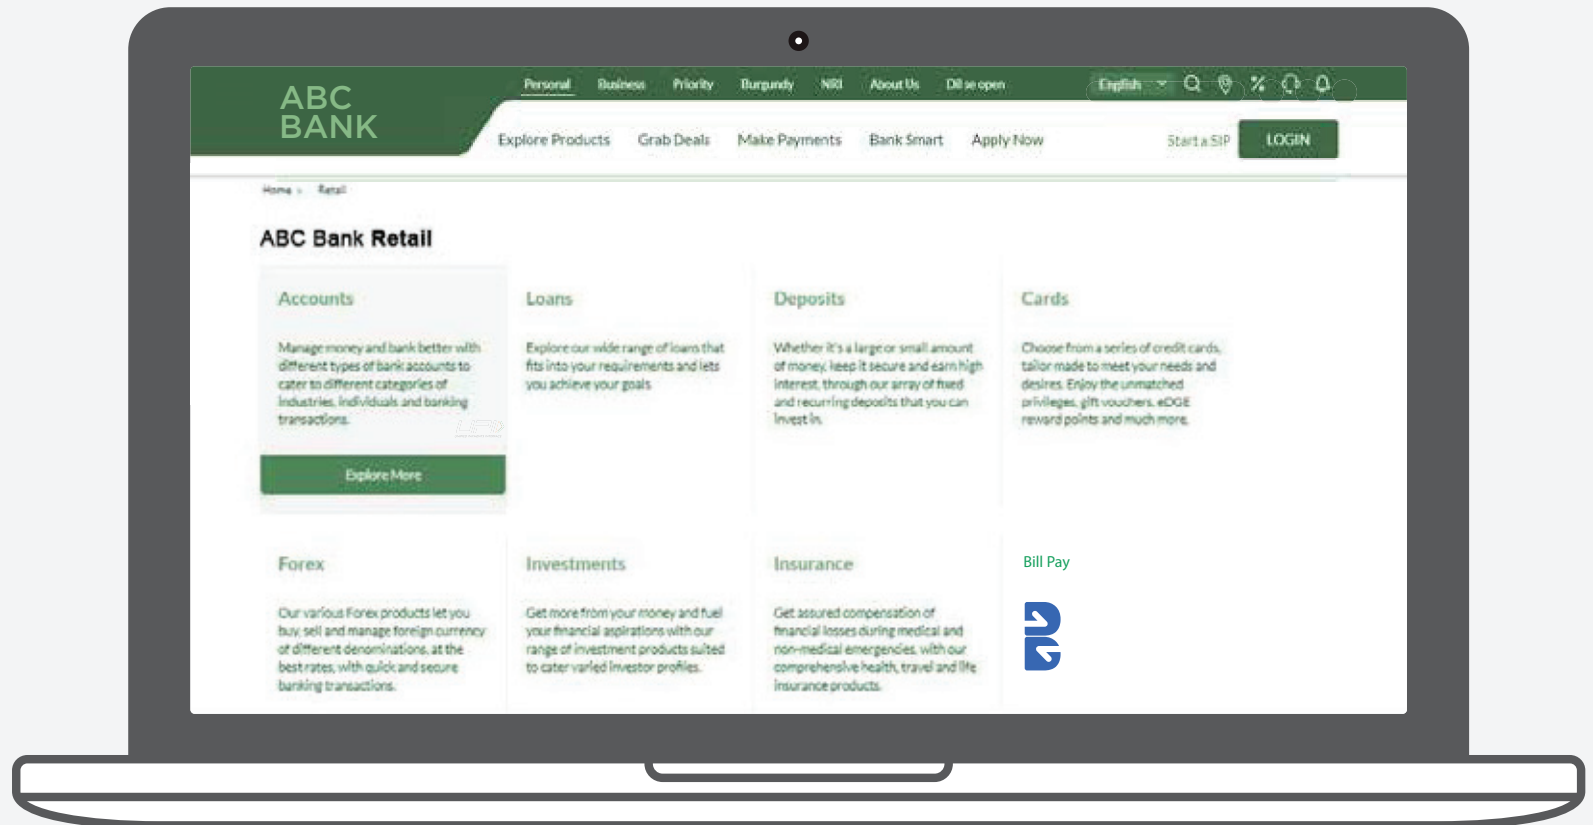 ABC
BANK
Personal Business Priority Burgundy NRI About Us Dil se open English
Explore Products Grab Deals Make Payments Bank Smart Apply Now Start a SIP LOGIN
Home Retail
ABC Bank Retail
Accounts
Manage money and bank better with
different types of bank accounts to
cater to different categories of
industries, individuals and banking
transactions.
Explore More
Loans
Explore our wide range of loans that
fits into your requirements and lets
you achieve your goals
Deposits
Whether it's a large or small amount
of money, keep it secure and earn high
interest, through our array of fixed
and recurring deposits that you can
invest in.
Cards
Choose from a series of credit cards,
tailor made to meet your needs and
desires. Enjoy the unmatched
privileges, gift vouchers, eDGE
reward points and much more.
Forex
Our various Forex products let you
buy, sell and manage foreign currency
of different denominations, at the
best rates, with quick and secure
banking transactions.
Investments
Get more from your money and fuel
your financial aspirations with our
range of investment products suited
to cater varied investor profiles.
Insurance
Get assured compensation of
financial losses during medical and
non-medical emergencies, with our
comprehensive health, travel and life
insurance products.
Bill Pay